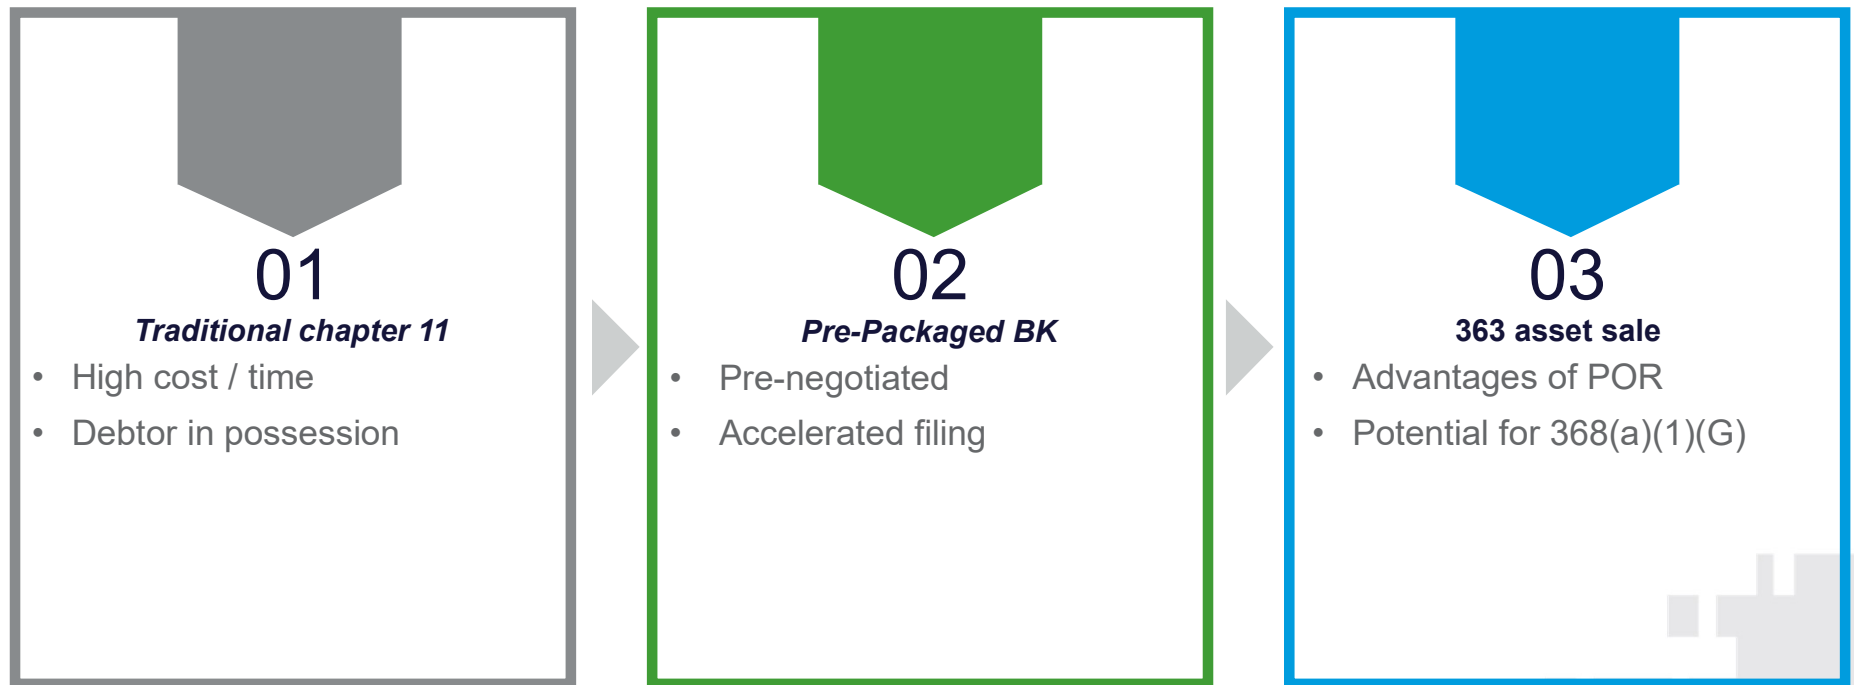 01
Traditional chapter 11
• High cost / time
• Debtor in possession
02
Pre-Packaged BK
• Pre-negotiated
• Accelerated filing
03
363 asset sale
• Advantages of POR
• Potential for 368(a)(1)(G)